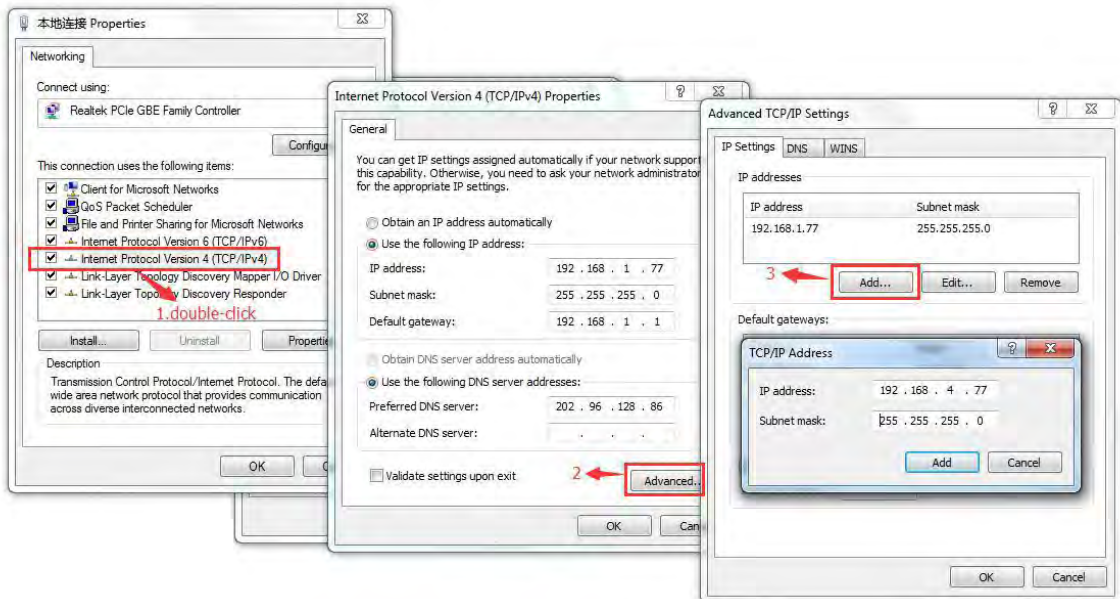 本地连接 Properties
Networking
Connect using:
Realtek PCIe GBE Family Controller
Configu
This connection uses the following items:
Client for Microsoft Networks
QoS Packet Scheduler
File and Printer Sharing for Microsoft Networks
Internet Protocol Version 6 (TCP/IPv6)
Internet Protocol Version 4 (TCP/IPv4)
Link-Layer Topology Discovery Mapper I/O Driver
Link-Layer Topology Discovery Responder
1.double-click
Install...
Uninstall
Propertie
Description
Transmission Control Protocol/Internet Protocol. The defa
wide area network protocol that provides communication
across diverse interconnected networks.
OK
C
Internet Protocol Version 4 (TCP/IPv4) Properties
General
You can get IP settings assigned automatically if your network support
this capability. Otherwise, you need to ask your network administrator
for the appropriate IP settings.
Obtain an IP address automatically
Use the following IP address:
IP address: 192 . 168 . 1 . 77
Subnet mask: 255 . 255 . 255 . 0
Default gateway: 192 . 168 . 1 . 1
Obtain DNS server address automatically
Use the following DNS server addresses:
Preferred DNS server: 202 . 96 . 128 . 86
Alternate DNS server: . . .
Validate settings upon exit
2
Advanced..
OK
Can
Advanced TCP/IP Settings
IP Settings DNS WINS
IP addresses
IP address Subnet mask
192.168.1.77 255.255.255.0
3
Add... Edit... Remove
Default gateways:
TCP/IP Address
IP address: 192 . 168 . 4 . 77
Subnet mask: 255 . 255 . 255 . 0
Add Cancel
OK Cancel